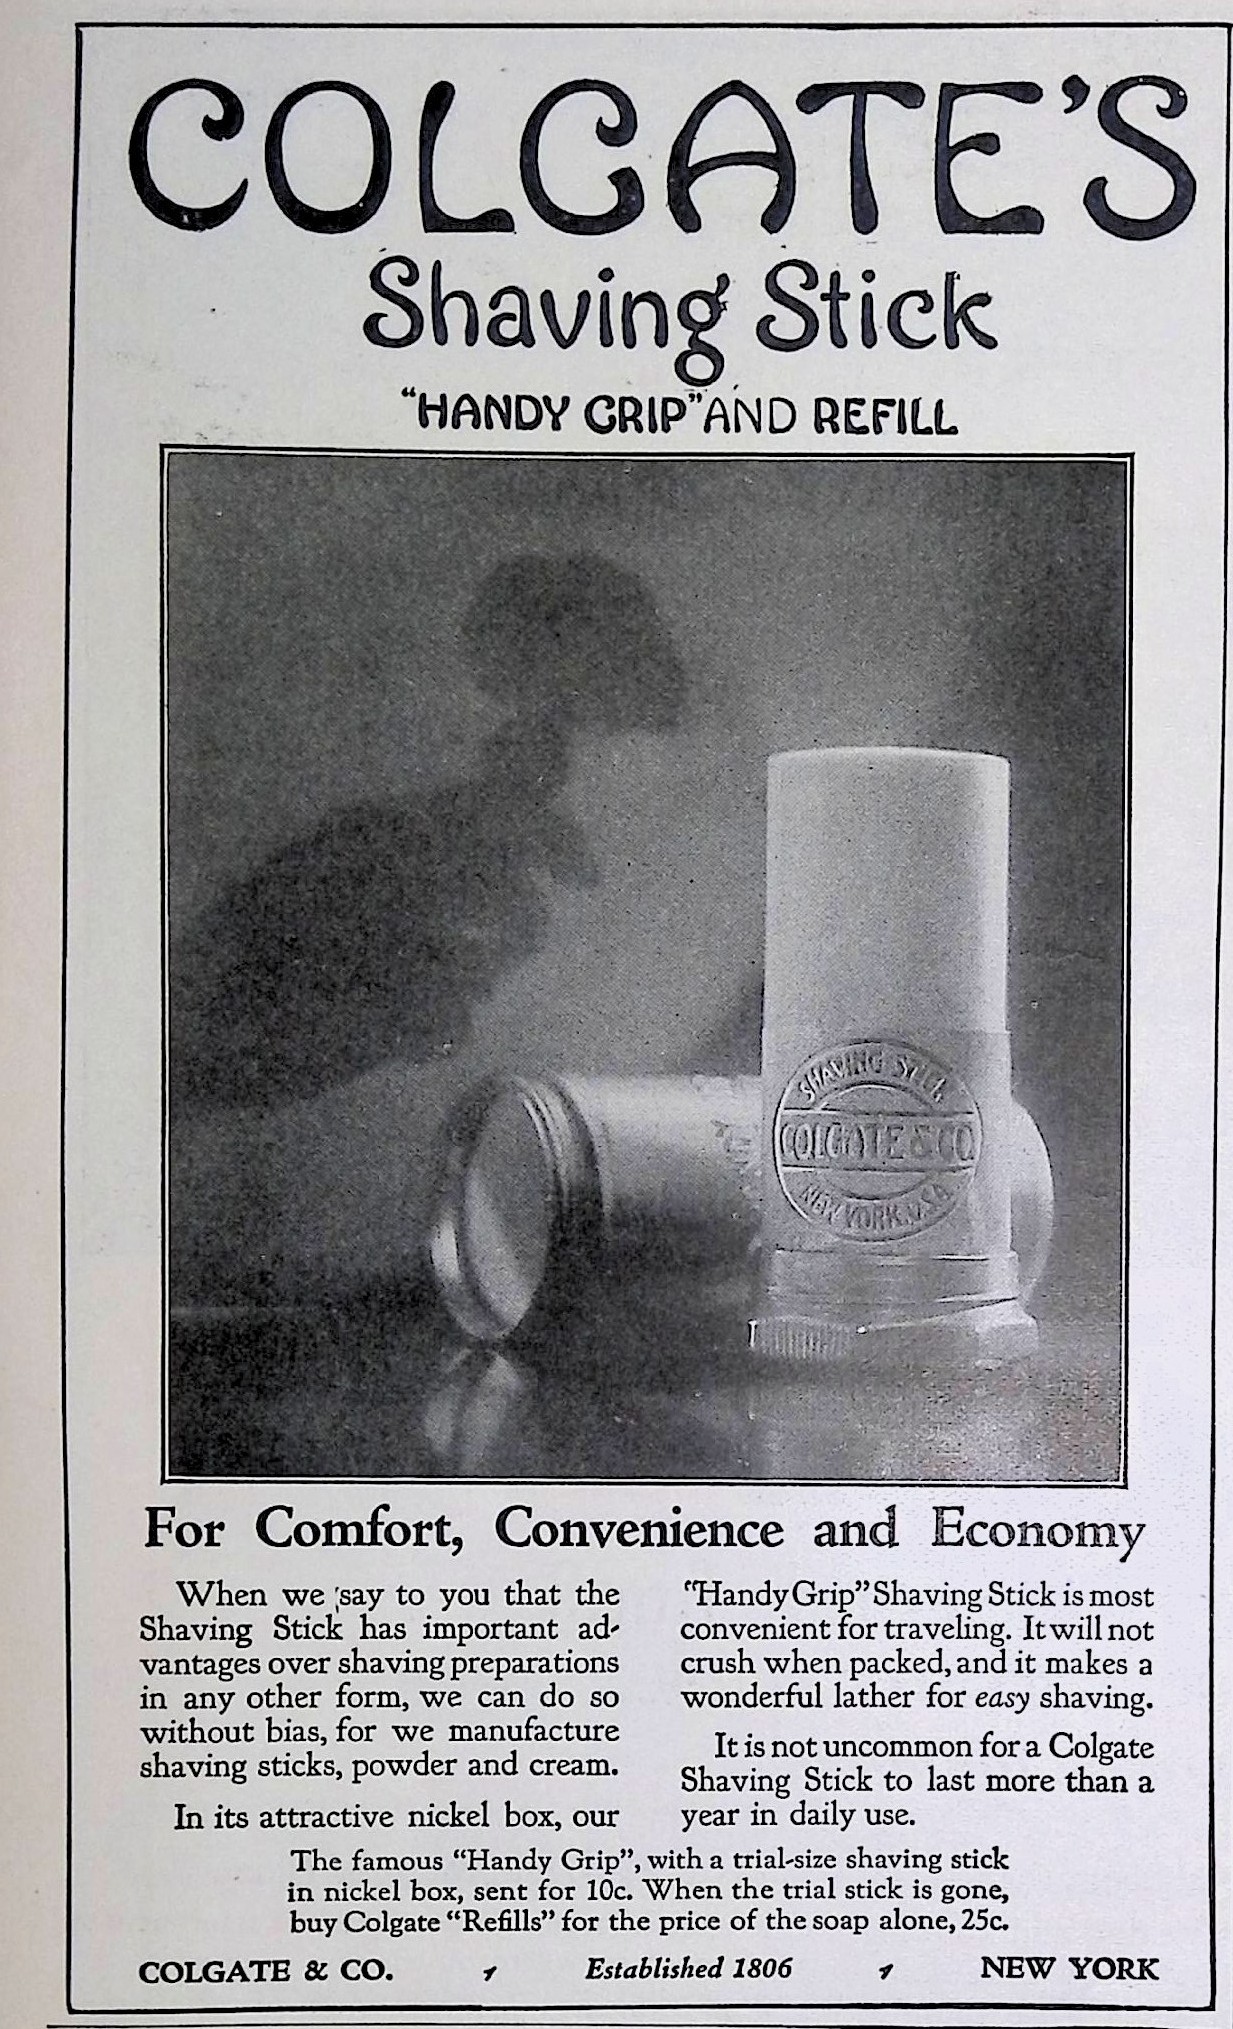 COLGATE'S
Shaving Stick
"HANDY GRIP" AND REFILL
SHAVING STICK
COLGATE & CO.
NEW YORK, U.S.A.
For Comfort, Convenience and Economy
When we say to you that the
Shaving Stick has important ad-
vantages over shaving preparations
in any other form, we can do so
without bias, for we manufacture
shaving sticks, powder and cream.
In its attractive nickel box, our
"Handy Grip" Shaving Stick is most
convenient for traveling. It will not
crush when packed, and it makes a
wonderful lather for easy shaving.
It is not uncommon for a Colgate
Shaving Stick to last more than a
year in daily use.
The famous "Handy Grip", with a trial-size shaving stick
in nickel box, sent for 10c. When the trial stick is gone,
buy Colgate "Refills" for the price of the soap alone, 25c.
COLGATE & CO. Established 1806 NEW YORK